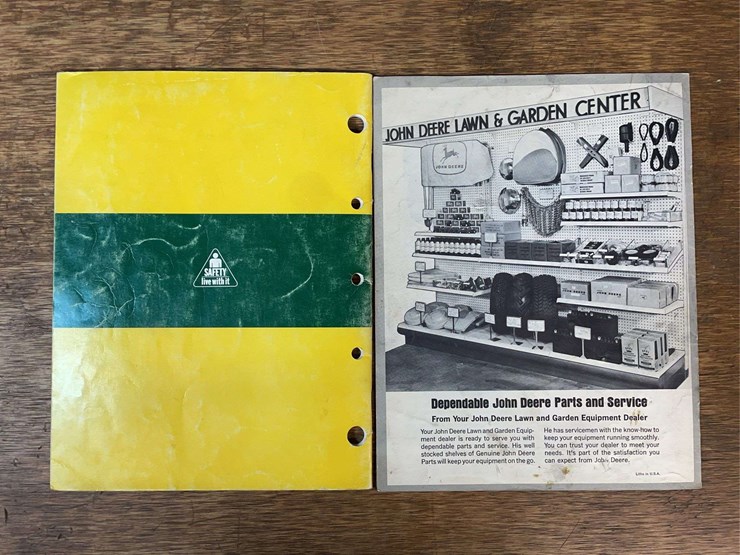 SAFETY
live with it
JOHN DEERE LAWN & GARDEN CENTER
JOHN DEERE
Dependable John Deere Parts and Service
From Your John Deere Lawn and Garden Equipment Dealer
Your John Deere Lawn and Garden Equip-
ment dealer is ready to serve you with
dependable parts and service. His well
stocked shelves of Genuine John Deere
Parts will keep your equipment on the go.
He has servicemen with the know-how to
keep your equipment running smoothly.
You can trust your dealer to meet your
needs. It's part of the satisfaction you
can expect from John Deere.
Litho in U.S.A.